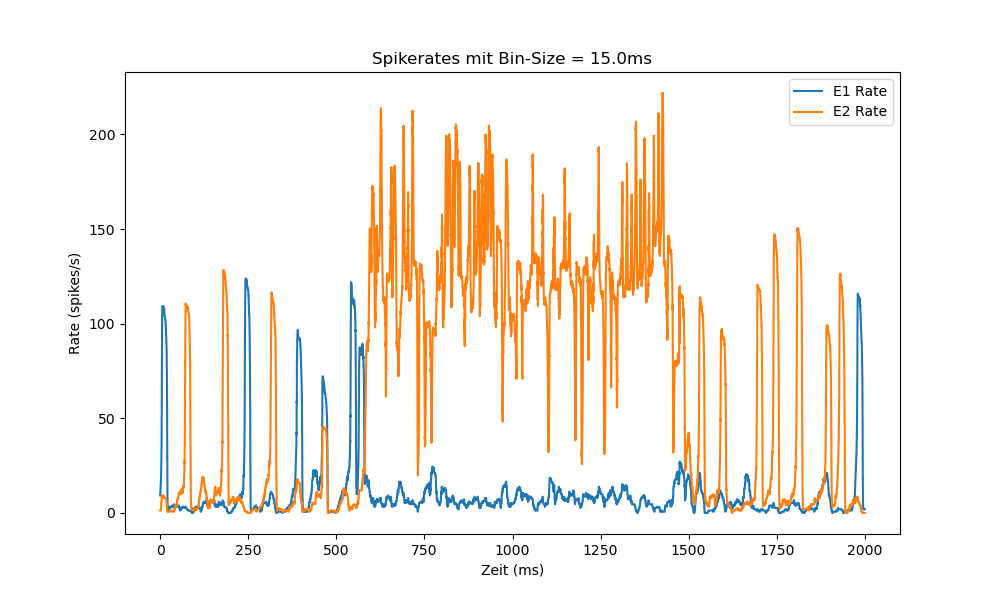 Spikerates mit Bin-Size = 15.0ms
E1 Rate
E2 Rate
Rate (spikes/s)
200
150
100
50
0
0 250 500 750 1000 1250 1500 1750 2000
Zeit (ms)